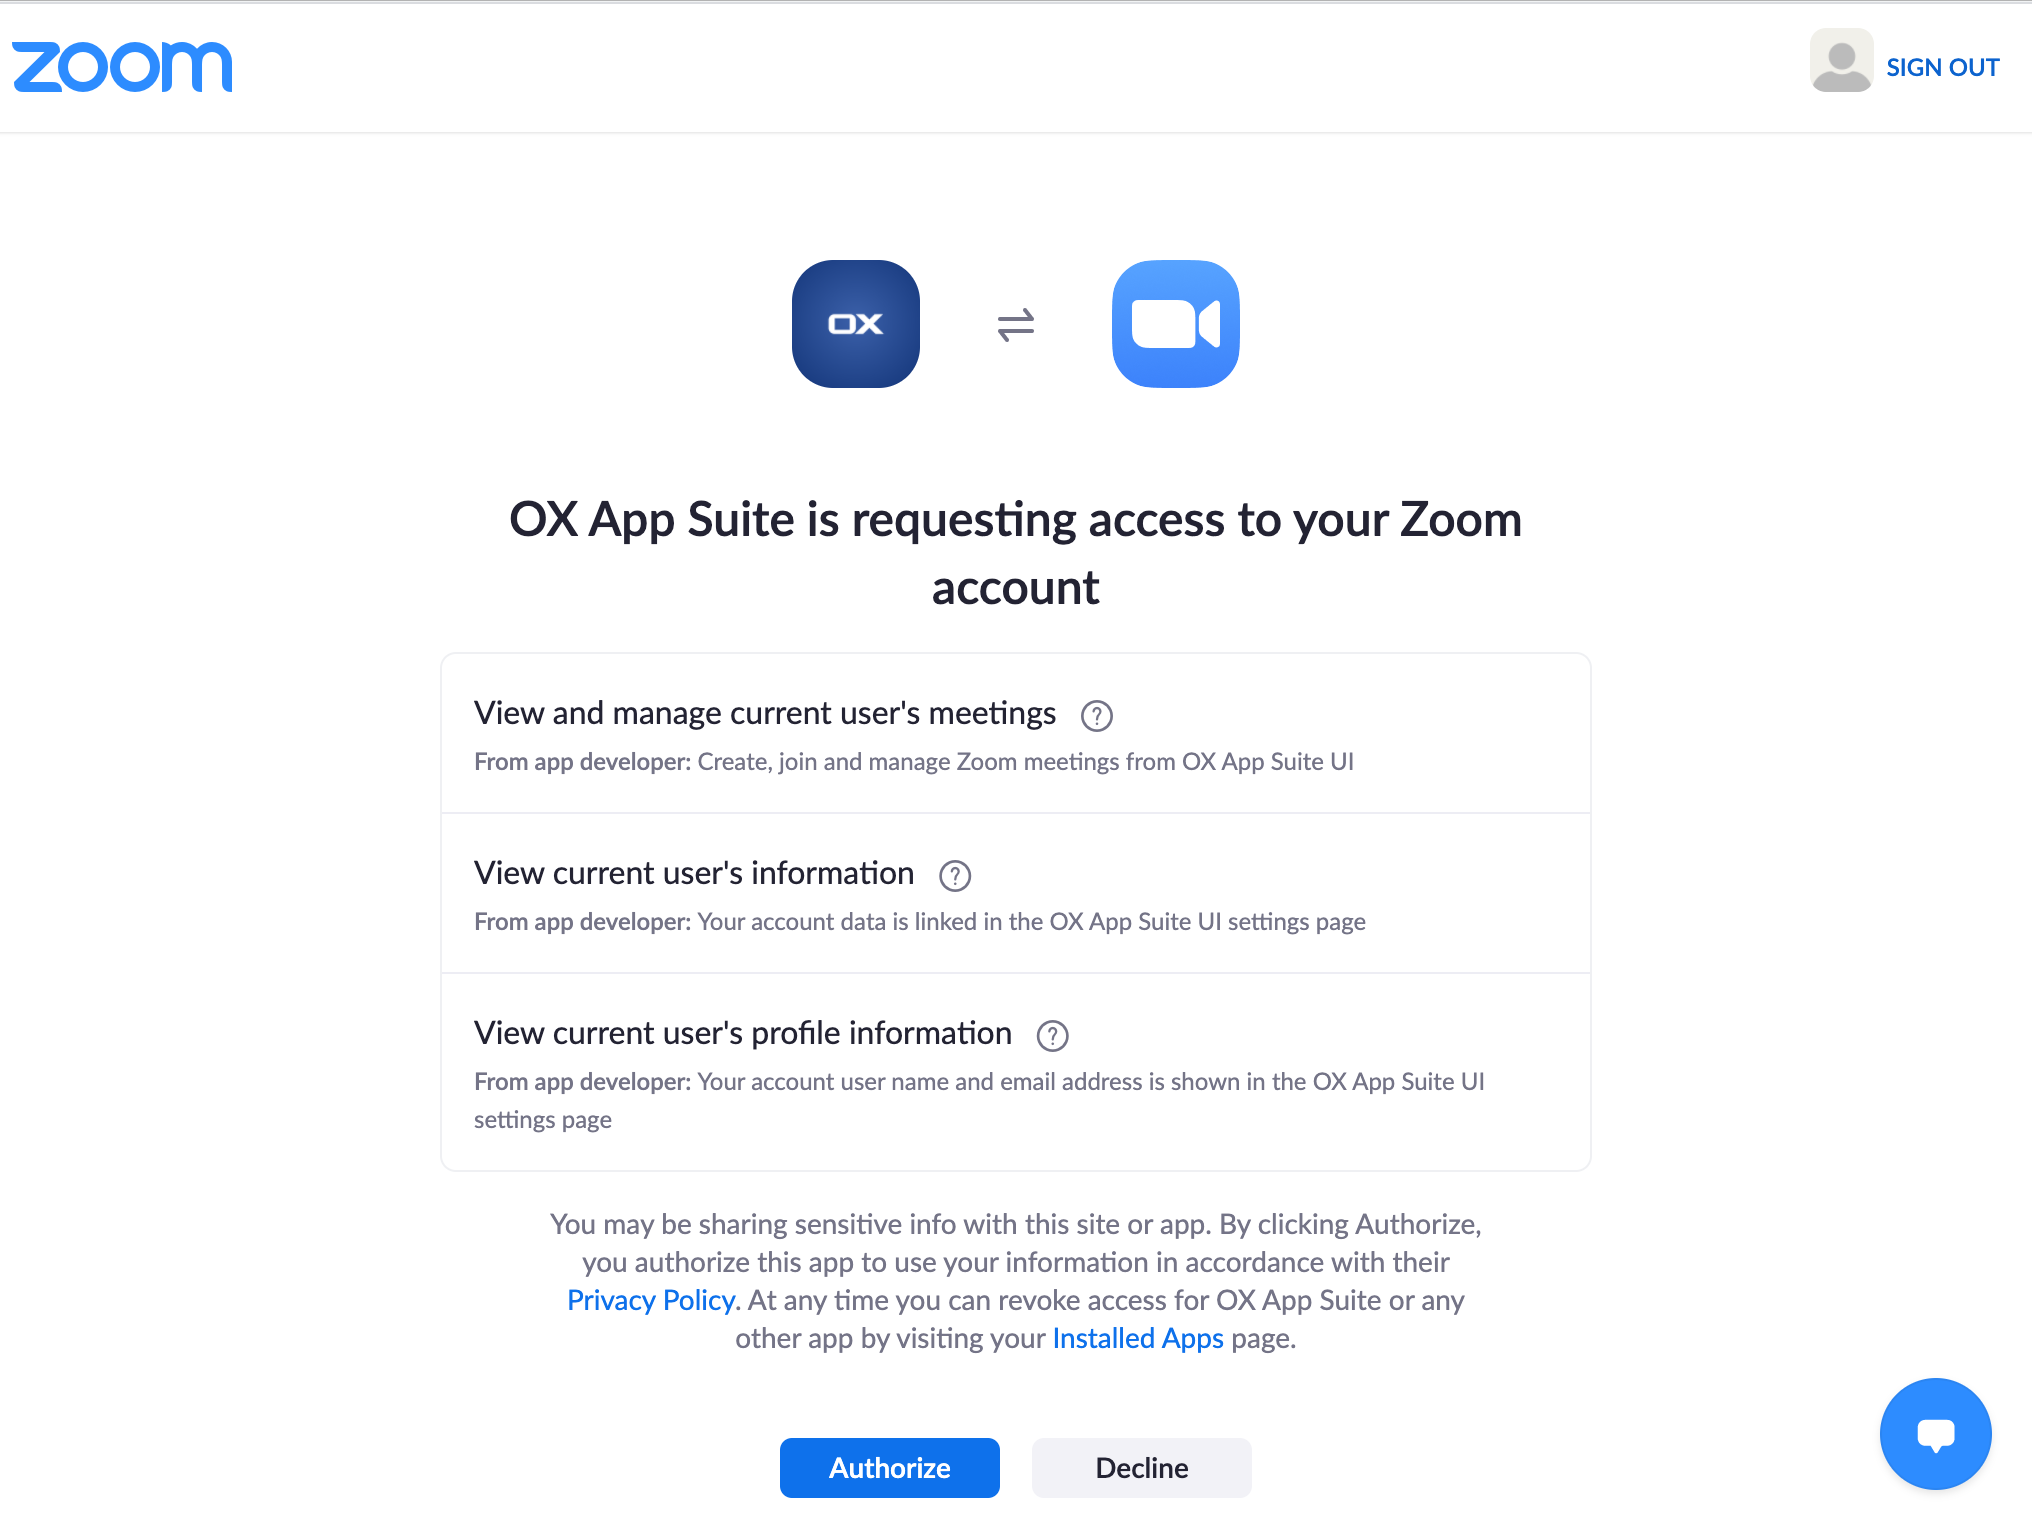 zoom
SIGN OUT
OX
OX App Suite is requesting access to your Zoom
account
View and manage current user's meetings ?
From app developer: Create, join and manage Zoom meetings from OX App Suite UI
View current user's information ?
From app developer: Your account data is linked in the OX App Suite UI settings page
View current user's profile information ?
From app developer: Your account user name and email address is shown in the OX App Suite UI
settings page
You may be sharing sensitive info with this site or app. By clicking Authorize,
you authorize this app to use your information in accordance with their
Privacy Policy. At any time you can revoke access for OX App Suite or any
other app by visiting your Installed Apps page.
Authorize
Decline